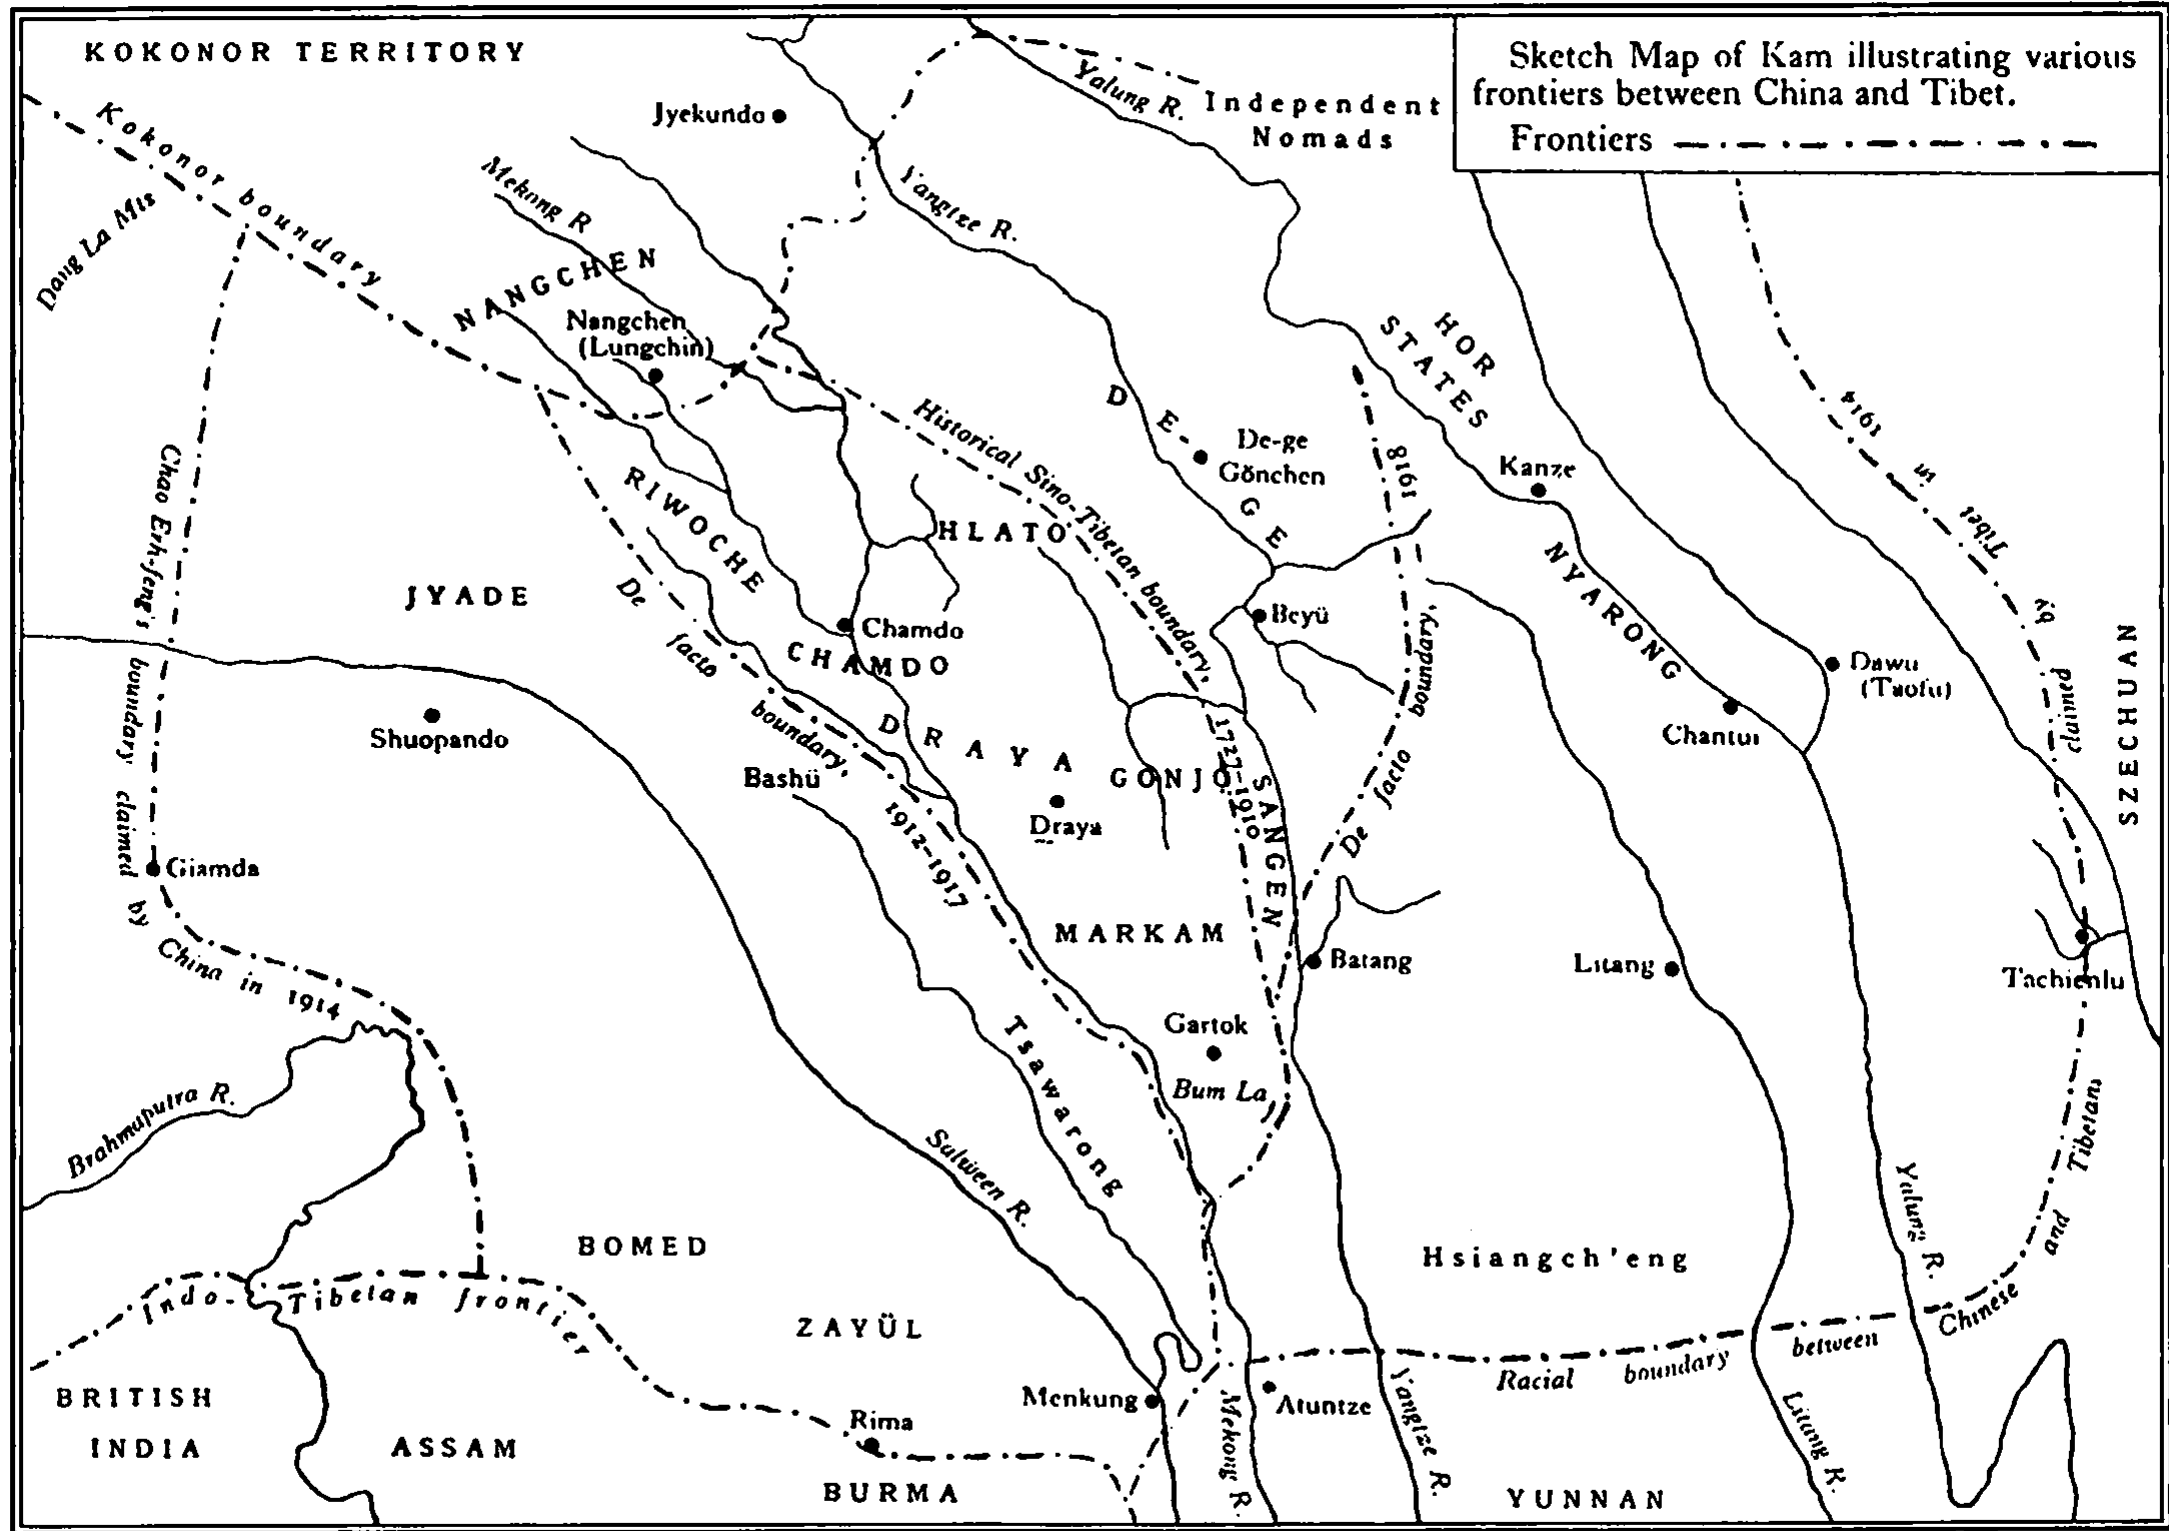 Sketch Map of Kam illustrating various
frontiers between China and Tibet.
Frontiers
KOKONOR TERRITORY
Kokonor boundary
Dang La Mts
Jyekundo
Yalung R.
Independent
Nomads
Mekong R
Yangtze R.
NANGCHEN
Nangchen
(Lungchin)
HOR
STATES
DE-GE
De-ge
Gönchen
Kanze
Historical Sino-Tibetan boundary,
1727-1910
De facto boundary,
1918
claimed by Tibet in 1914
SZECHUAN
Chao Erh-feng's boundary claimed by China in 1914
RIWOCHE
HLATO
JYADE
De facto boundary,
1912-1917
Chamdo
CHAMDO
Beyü
NYARONG
Dawu
(Taofu)
Chantui
Shuopando
DRAYA
Bashü
GONJO
SANGEN
Draya
Giamda
MARKAM
Batang
Litang
Tachienlu
Gartok
Bum La
Tsawarong
Brahmaputra R.
Salween R.
BOMED
Hsiangch'eng
Yalung R.
Indo-Tibetan frontier
ZAYÜL
Racial boundary between Chinese and Tibetans
BRITISH
INDIA
ASSAM
Rima
Menkung
Atuntze
Mekong R.
Yangtze R.
Litang R.
BURMA
YUNNAN